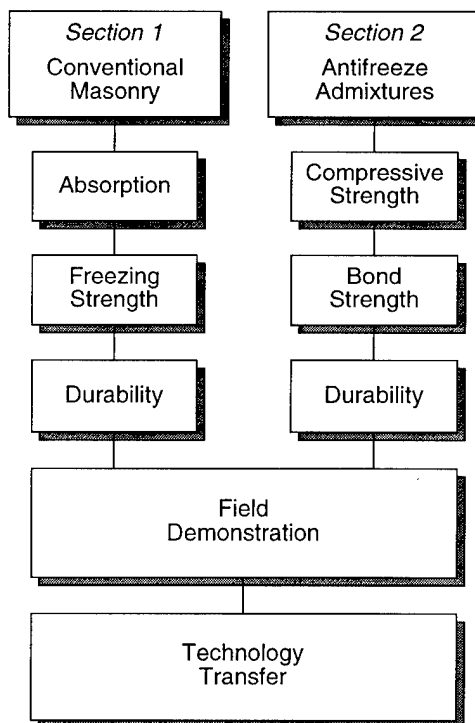 Section 1
Conventional
Masonry
Section 2
Antifreeze
Admixtures
Absorption
Compressive
Strength
Freezing
Strength
Bond
Strength
Durability
Durability
Field
Demonstration
Technology
Transfer